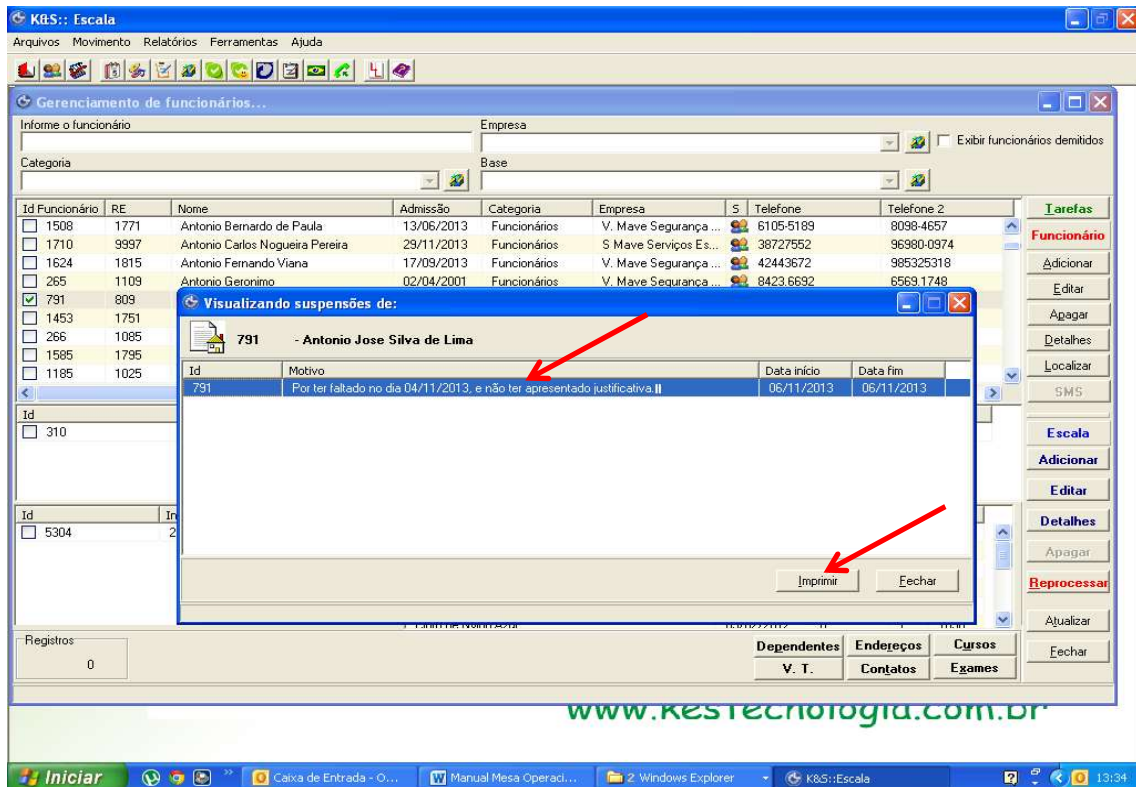 K&S:: Escala
Arquivos Movimento Relatórios Ferramentas Ajuda
Gerenciamento de funcionários...
Informe o funcionário Empresa
Exibir funcionários demitidos
Categoria Base
Id Funcionário RE Nome Admissão Categoria Empresa S Telefone Telefone 2
1508 1771 Antonio Bernardo de Paula 13/06/2013 Funcionários V. Mave Segurança ... 6105-5189 8098-4657
1710 9997 Antonio Carlos Nogueira Pereira 29/11/2013 Funcionários S Mave Serviços Es... 38727552 96980-0974
1624 1815 Antonio Fernando Viana 17/09/2013 Funcionários V. Mave Segurança ... 42443672 985325318
265 1109 Antonio Geronimo 02/04/2001 Funcionários V. Mave Segurança ... 8423.6692 6569.1748
791 809
1453 1751
266 1085
1585 1795
1185 1025
Visualizando suspensões de:
791 - Antonio Jose Silva de Lima
Id Motivo Data início Data fim
791 Por ter faltado no dia 04/11/2013, e não ter apresentado justificativa.|| 06/11/2013 06/11/2013
Imprimir Fechar
Id
310
Id In
5304 2
Tarefas
Funcionário
Adicionar
Editar
Apagar
Detalhes
Localizar
SMS
Escala
Adicionar
Editar
Detalhes
Apagar
Reprocessar
Atualizar
Fechar
Registros
0
Dependentes Endereços Cursos
V. T. Contatos Exames
www.kestecnologia.com.br
Iniciar Caixa de Entrada - O... Manual Mesa Operaci... 2 Windows Explorer K&S::Escala 13:34